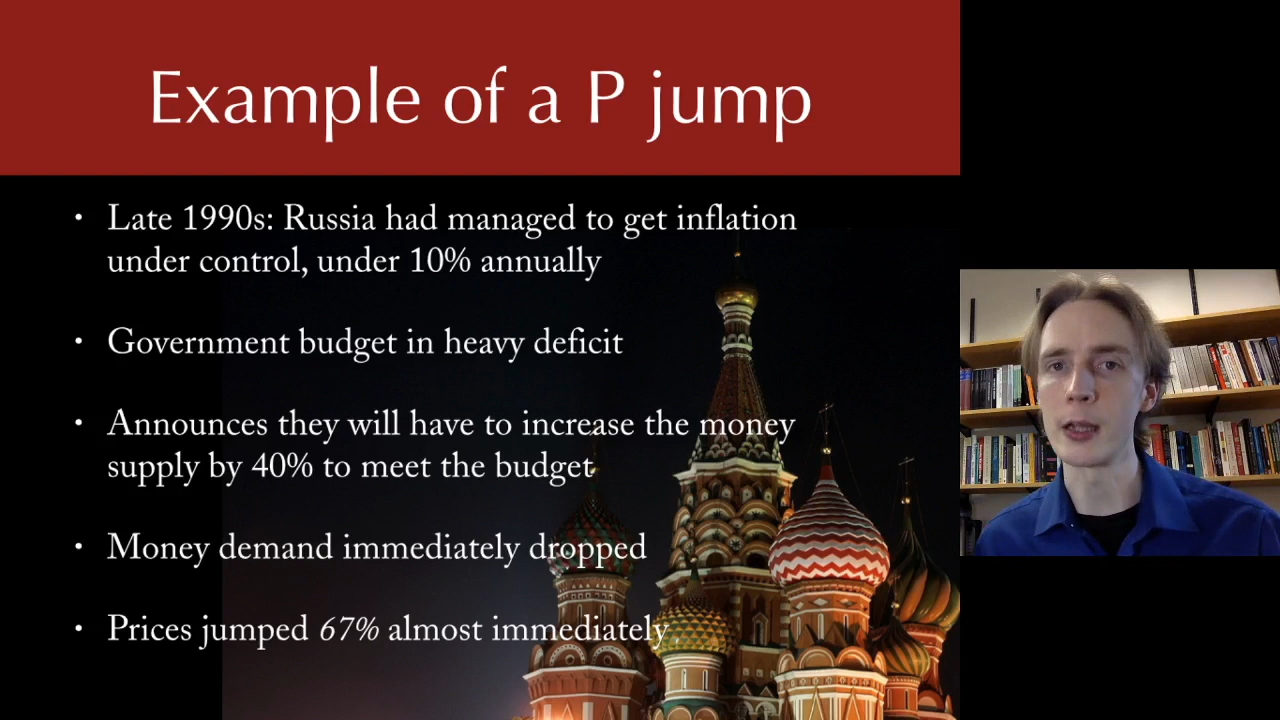 Example of a P jump
• Late 1990s: Russia had managed to get inflation
under control, under 10% annually
• Government budget in heavy deficit
• Announces they will have to increase the money
supply by 40% to meet the budget
• Money demand immediately dropped
• Prices jumped 67% almost immediately